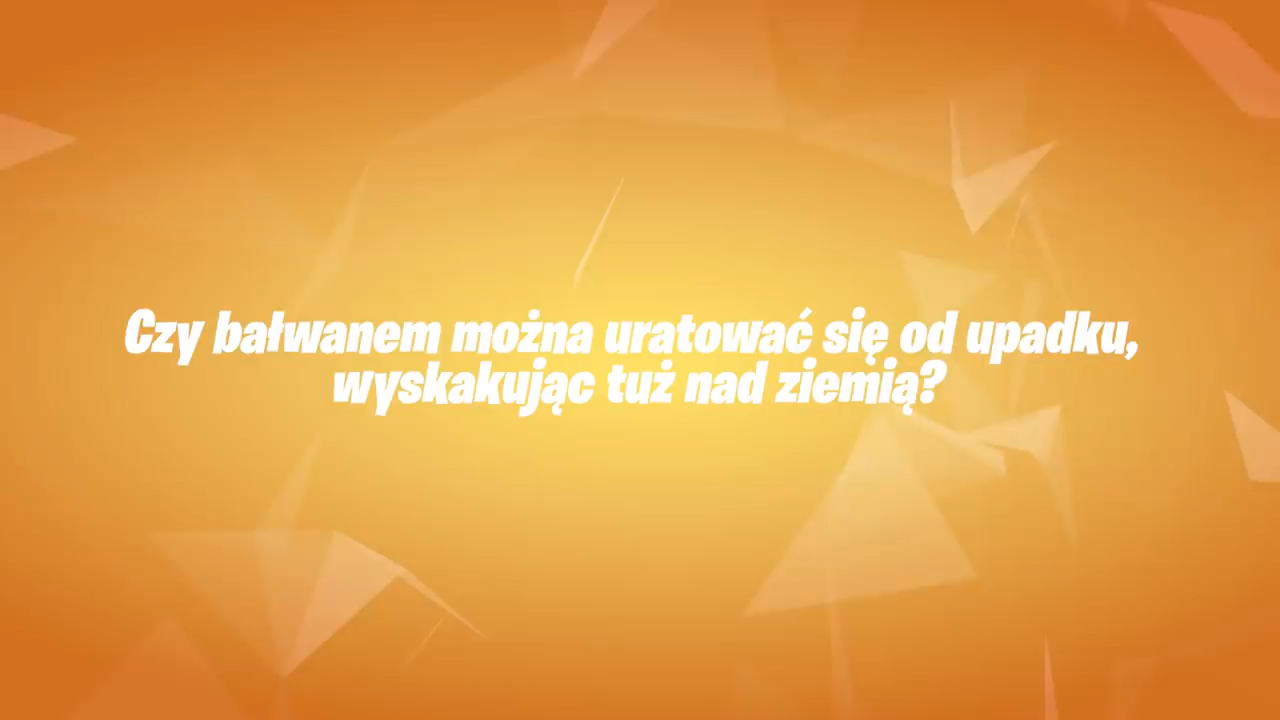 Czy bałwanem można uratować się od upadku,
wyskakując tuż nad ziemią?